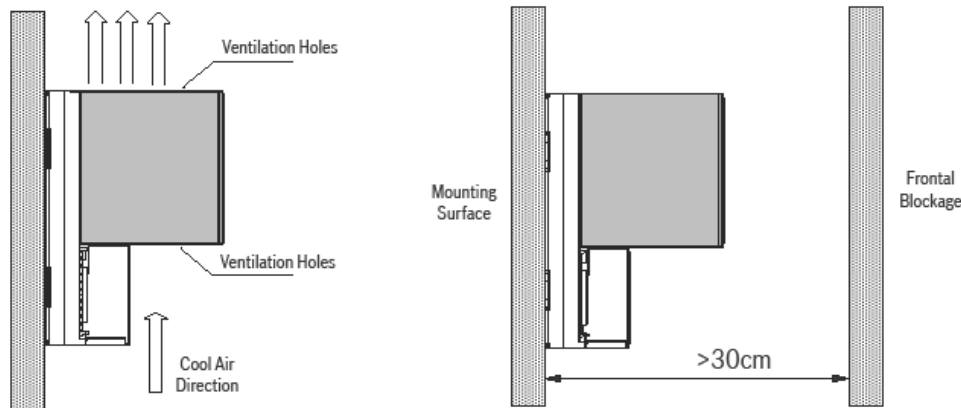 Ventilation Holes
Ventilation Holes
Cool Air
Direction
Mounting
Surface
Frontal
Blockage
>30cm